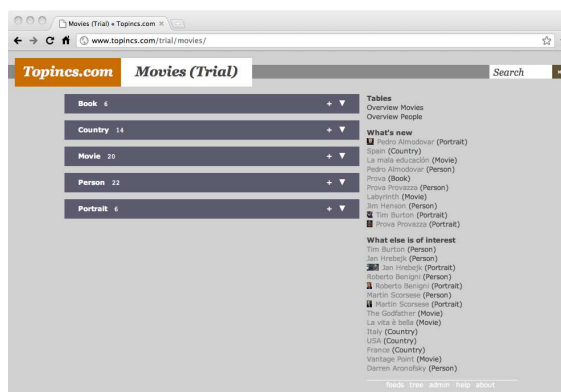 Movies (Trial) • Topincs.com
www.topincs.com/trial/movies/
Topincs.com
Movies (Trial)
Search
Book 6
Country 14
Movie 20
Person 22
Portrait 6
Tables
Overview Movies
Overview People
What's new
Pedro Almodovar (Portrait)
Spain (Country)
La mala educación (Movie)
Pedro Almodovar (Person)
Prova (Book)
Prova Provazza (Person)
Labyrinth (Movie)
Jim Henson (Person)
Tim Burton (Portrait)
Prova Provazza (Portrait)
What else is of interest
Tim Burton (Person)
Jan Hrebejk (Person)
Jan Hrebejk (Portrait)
Roberto Benigni (Person)
Roberto Benigni (Portrait)
Martin Scorsese (Person)
Martin Scorsese (Portrait)
The Godfather (Movie)
La vita è bella (Movie)
Italy (Country)
USA (Country)
France (Country)
Vantage Point (Movie)
Darren Aronofsky (Person)
feeds tree admin help about